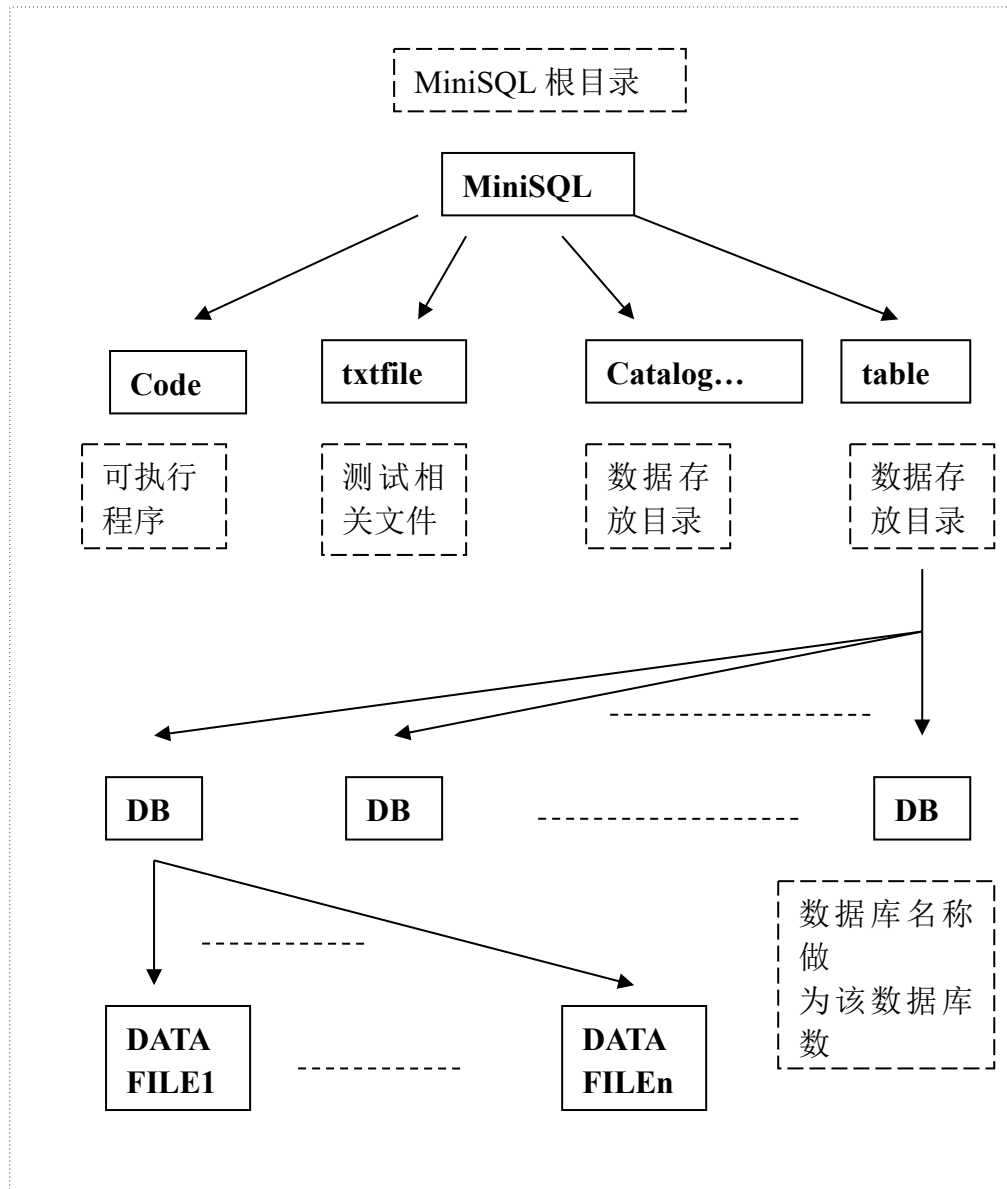 MiniSQL 根目录
MiniSQL
Code
txtfile
Catalog…
table
可执行
程序
测试相
关文件
数据存
放目录
数据存
放目录
DB
DB
DB
数据库名称
做
为该数据库
数
DATA
FILE1
DATA
FILEn